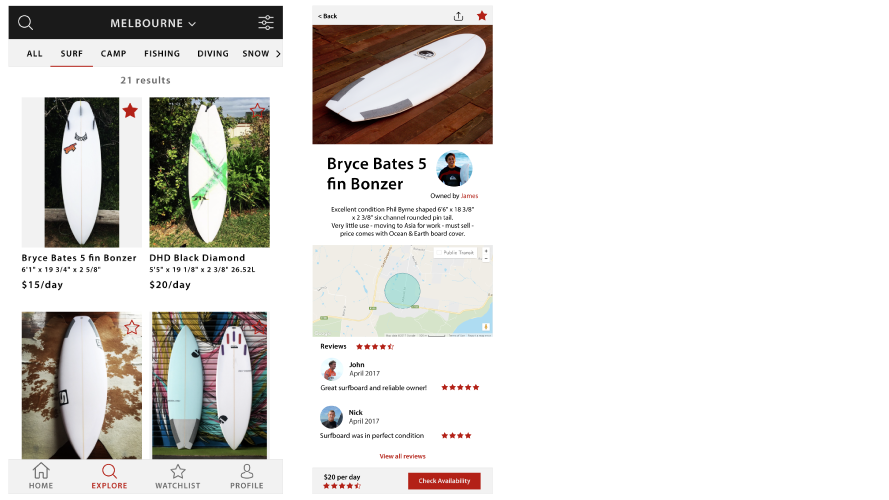 MELBOURNE
ALL SURF CAMP FISHING DIVING SNOW
21 results
Bryce Bates 5 fin Bonzer
6'1" x 19 3/4" x 2 5/8"
$15/day
DHD Black Diamond
5'5" x 19 1/8" x 2 3/8" 26.52L
$20/day
HOME EXPLORE WATCHLIST PROFILE
< Back
Bryce Bates 5
fin Bonzer
Owned by James
Excellent condition Phil Byrne shaped 6'6" x 18 3/8"
x 2 3/8" six channel rounded pin tail.
Very little use - moving to Asia for work - must sell -
price comes with Ocean & Earth board cover.
Public Transit
Reviews
John
April 2017
Great surfboard and reliable owner!
Nick
April 2017
Surfboard was in perfect condition
View all reviews
$20 per day
Check Availability